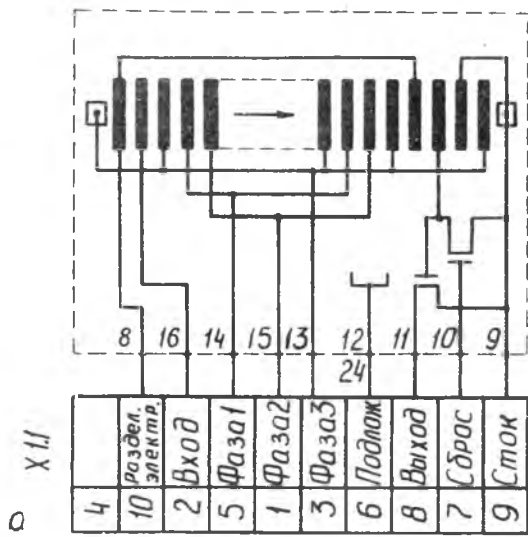 8 16 14 15 13 12 11 10 9
24
Х1.1
Раздел. электр.
Вход
Фаза1
Фаза2
Фаза3
Подлож
Выход
Сброс
Сток
4 10 2 5 1 3 6 8 7 9
а